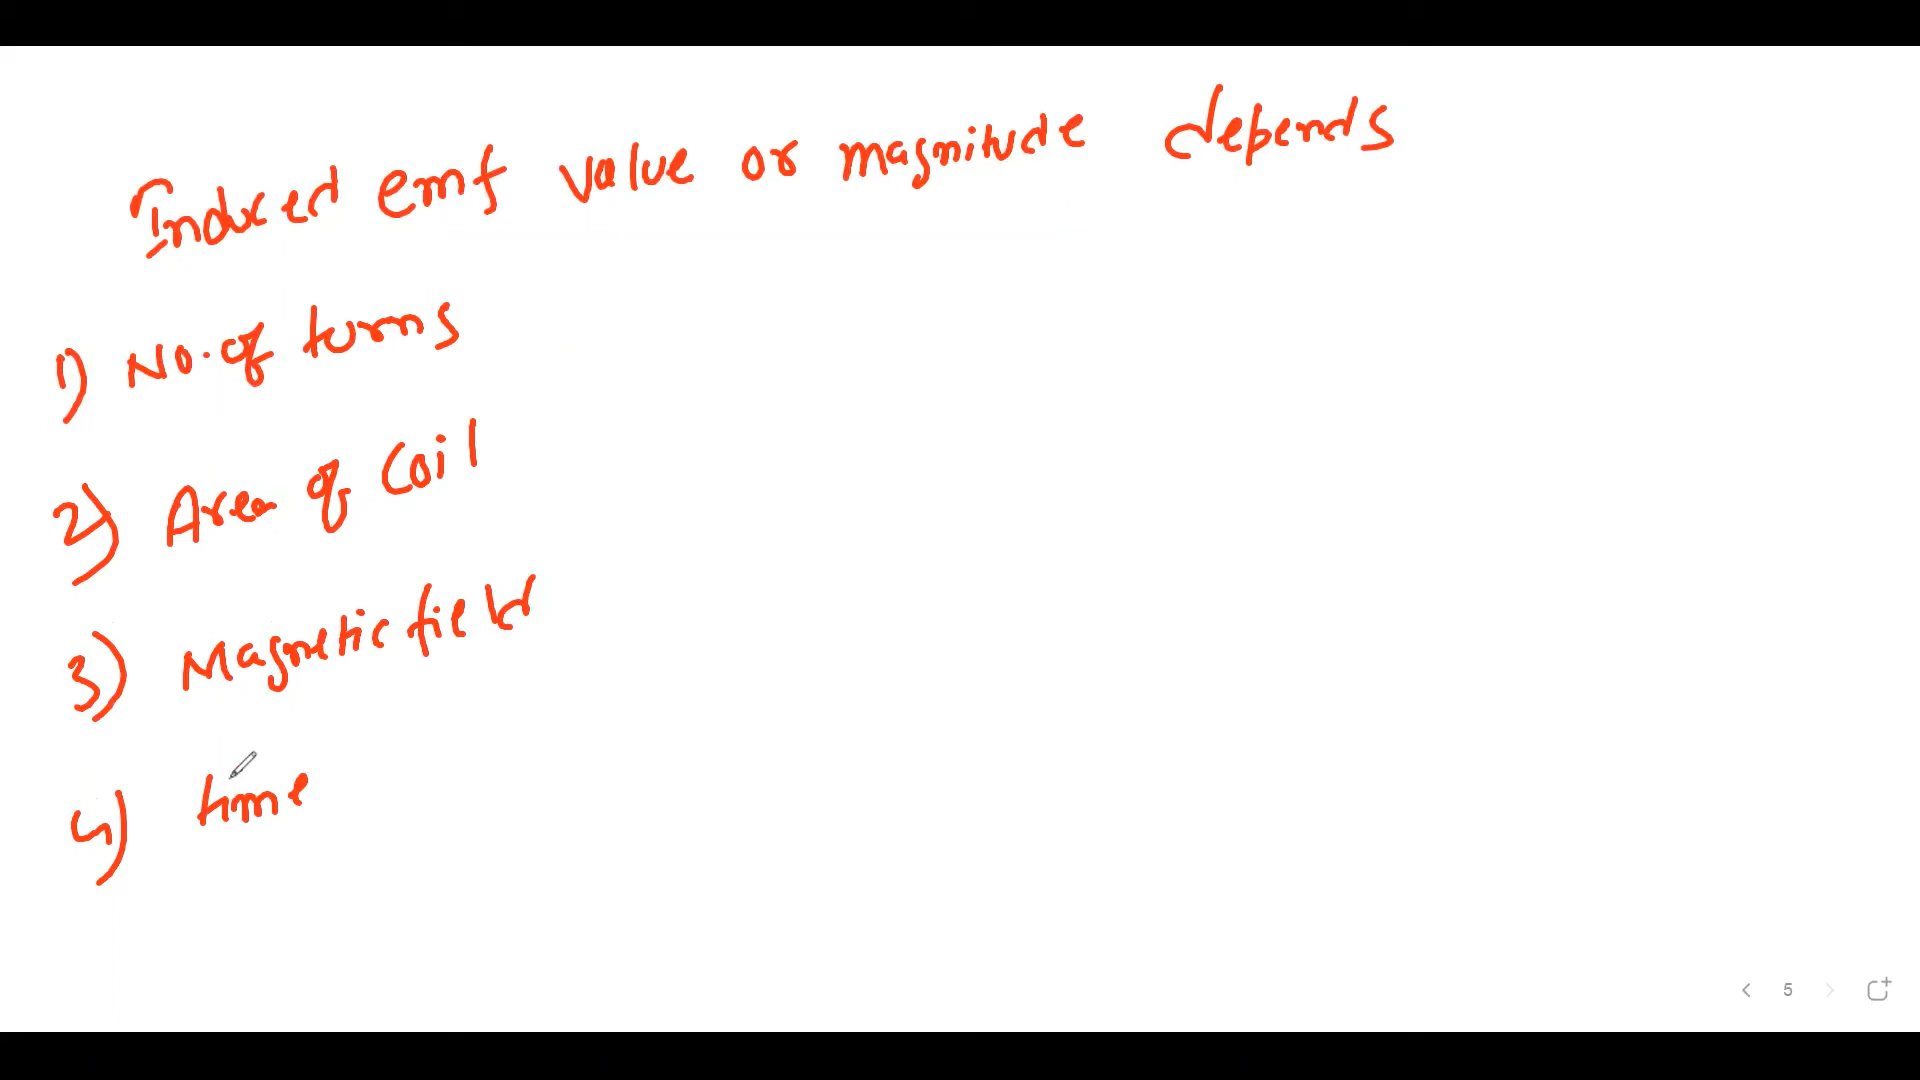 Induced emf value or magnitude depends
1) No. of turns
2) Area of Coil
3) Magnetic field
4) time
5